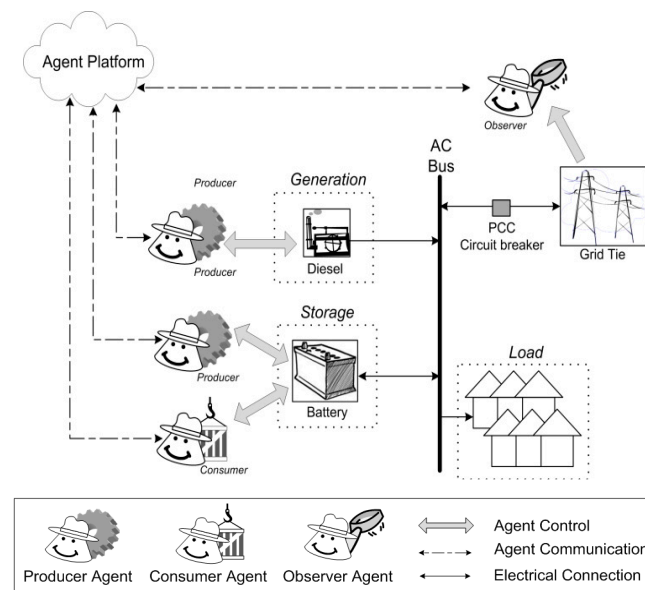 Agent Platform
Observer
AC
Bus
Producer
Generation
PCC
Circuit breaker
Grid Tie
Producer
Diesel
Storage
Load
Producer
Battery
Consumer
Agent Control
Agent Communication
Producer Agent
Consumer Agent
Observer Agent
Electrical Connection